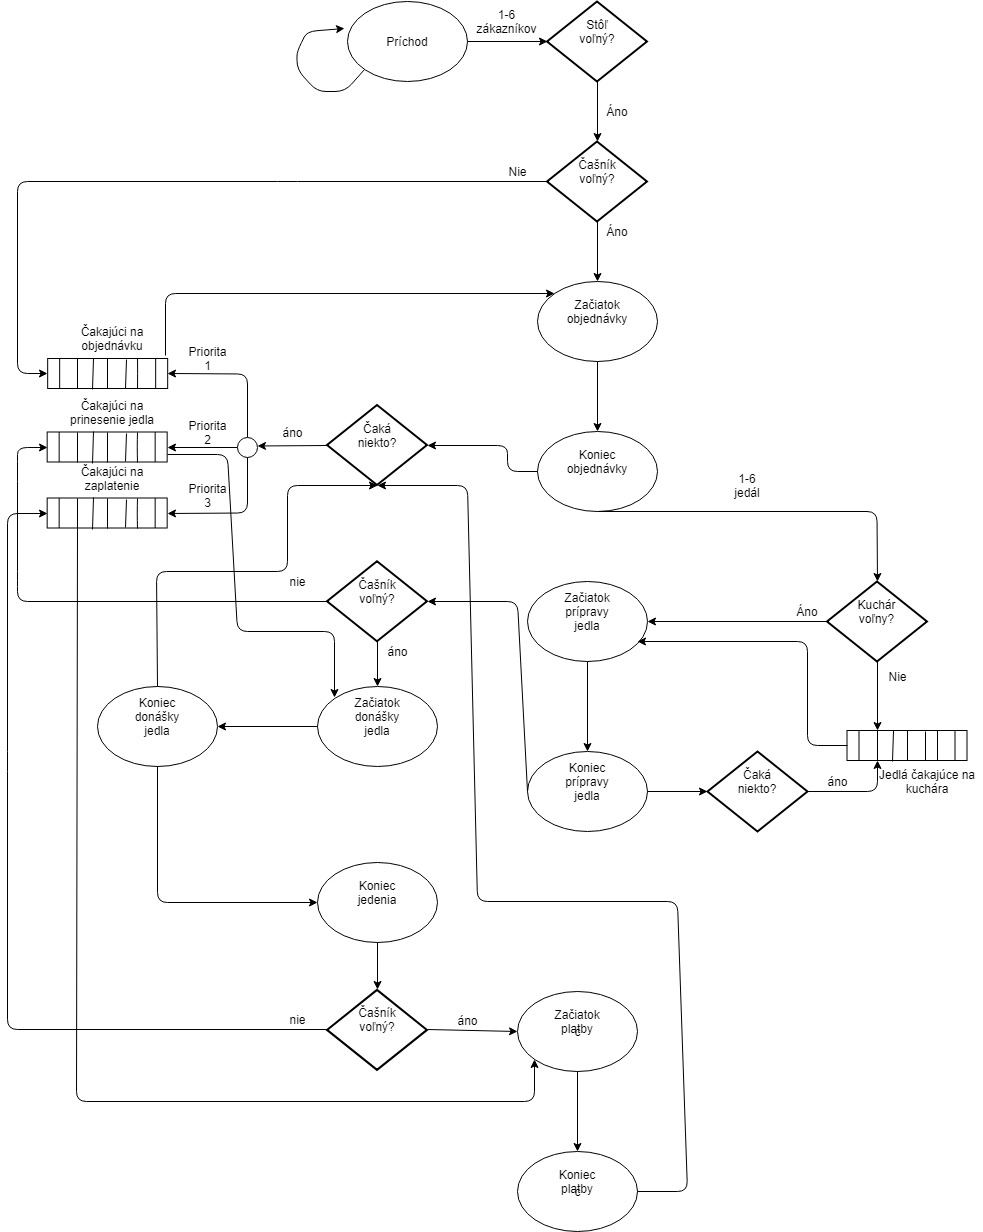 1-6
zákazníkov
Príchod
Stôľ
voľný?
Áno
Nie
Čašník
voľný?
Áno
Začiatok
objednávky
Čakajúci na
objednávku
Priorita
1
Čakajúci na
prinesenie jedla
Priorita
2
áno
Čaká
niekto?
Koniec
objednávky
Čakajúci na
zaplatenie
Priorita
3
1-6
jedál
nie
Čašník
voľný?
áno
Začiatok
prípravy
jedla
Áno
Kuchár
voľny?
Nie
Koniec
donášky
jedla
Začiatok
donášky
jedla
Koniec
prípravy
jedla
Čaká
niekto?
áno
Jedlá čakajúce na
kuchára
Koniec
jedenia
nie
Čašník
voľný?
áno
Začiatok
platby
č
Koniec
platby
č